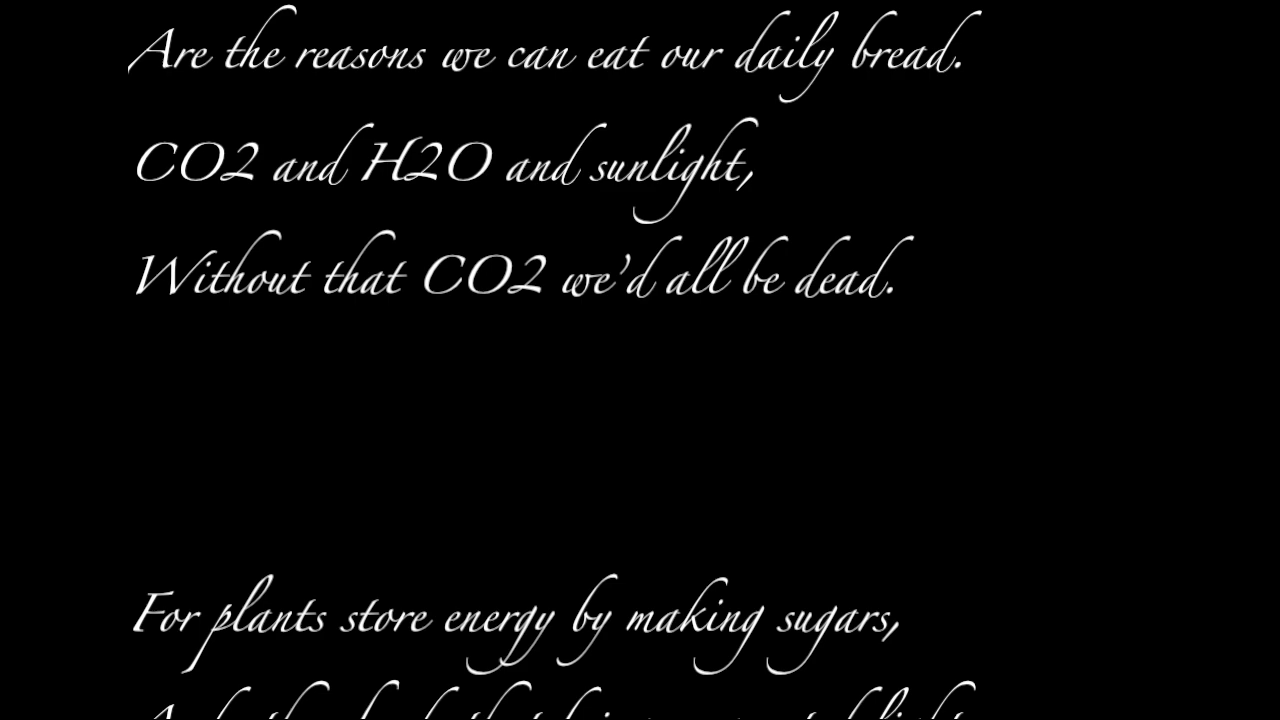 Are the reasons we can eat our daily bread.
CO2 and H2O and sunlight,
Without that CO2 we'd all be dead.
For plants store energy by making sugars,